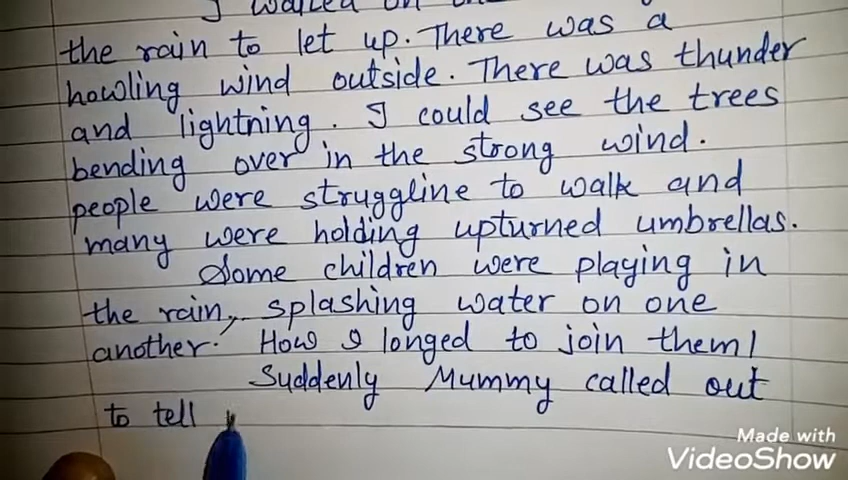 I waited on
the rain to let up. There was a
howling wind outside. There was thunder
and lightning. I could see the trees
bending over in the strong wind.
people were struggline to walk and
many were holding upturned umbrellas.
Some children were playing in
the rain, splashing water on one
another. How I longed to join them!
Suddenly Mummy called out
to tell
Made with
VideoShow